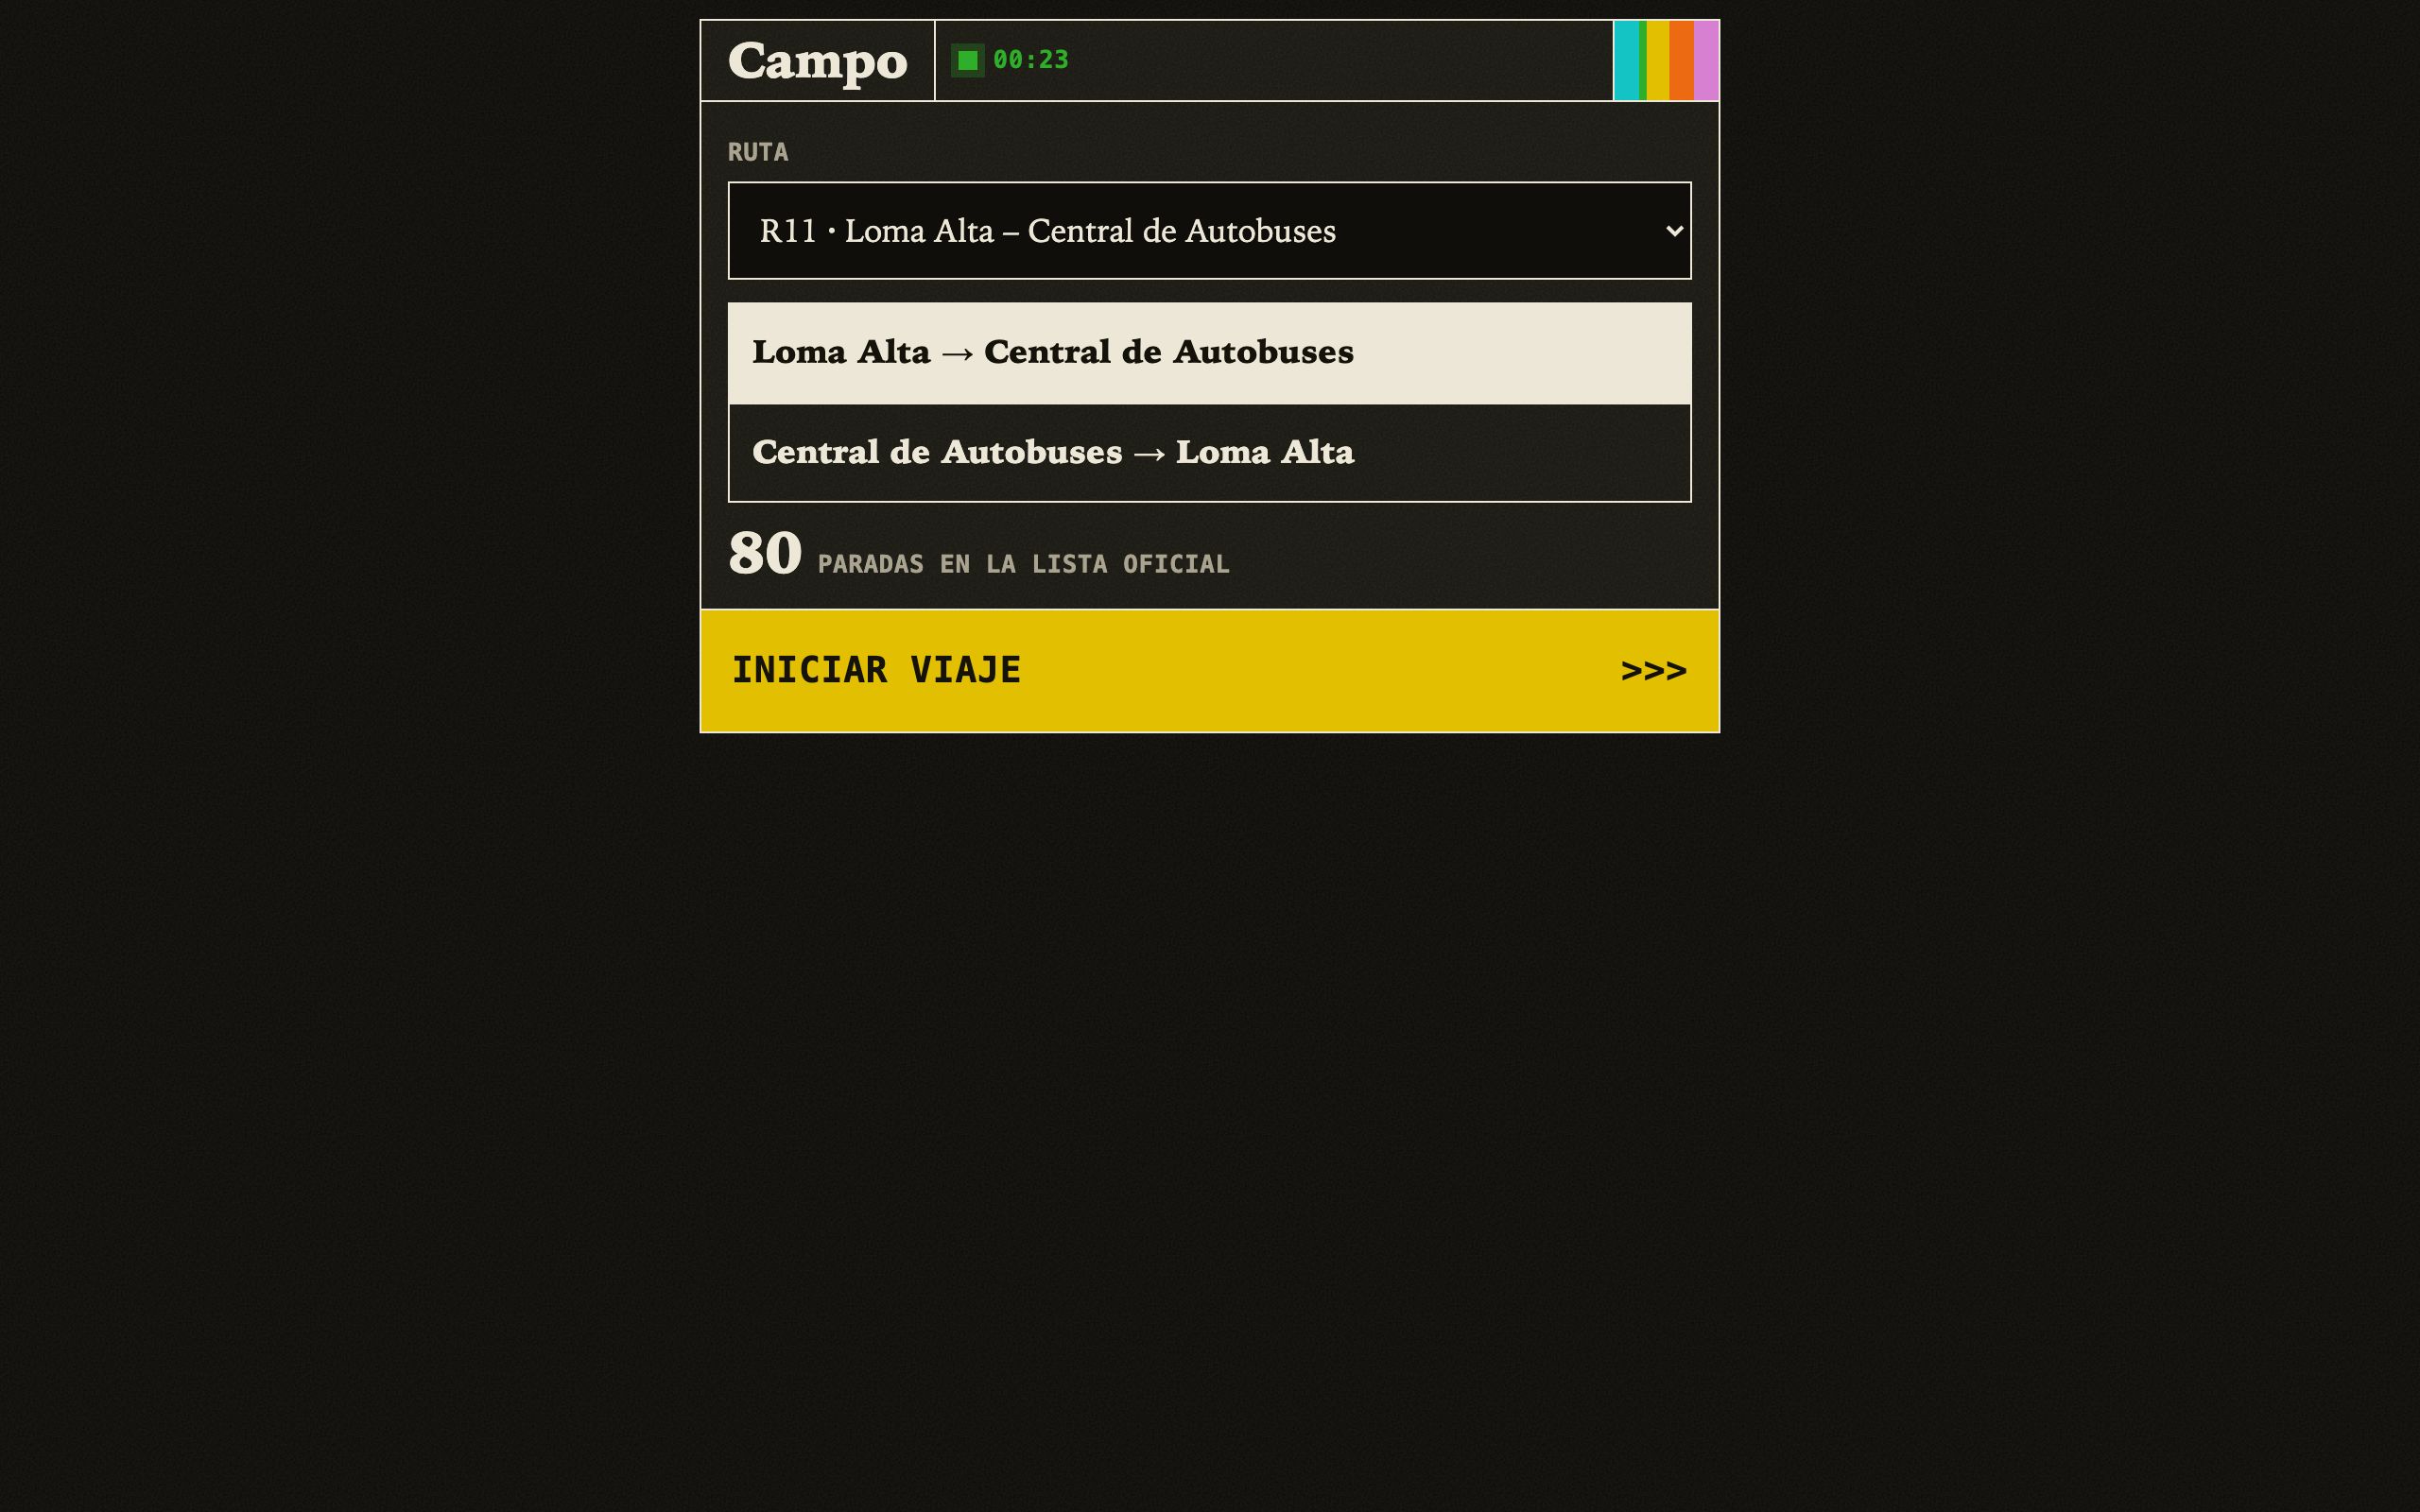 Campo
00:23
RUTA
R11 · Loma Alta – Central de Autobuses
Loma Alta → Central de Autobuses
Central de Autobuses → Loma Alta
80 PARADAS EN LA LISTA OFICIAL
INICIAR VIAJE >>>